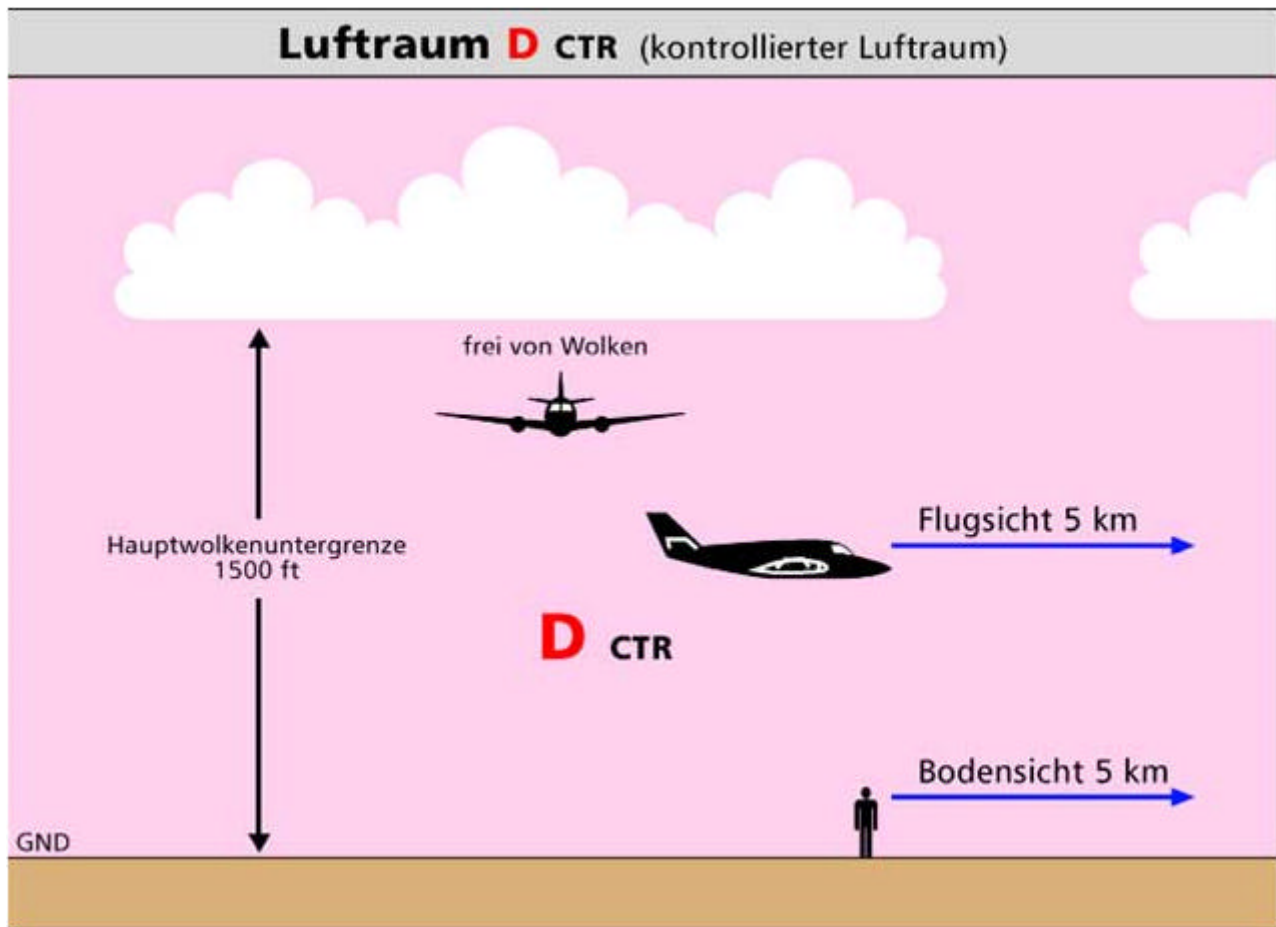 Luftraum D CTR (kontrollierter Luftraum)
frei von Wolken
Flugsicht 5 km
Hauptwolkenuntergrenze
1500 ft
D CTR
Bodensicht 5 km
GND